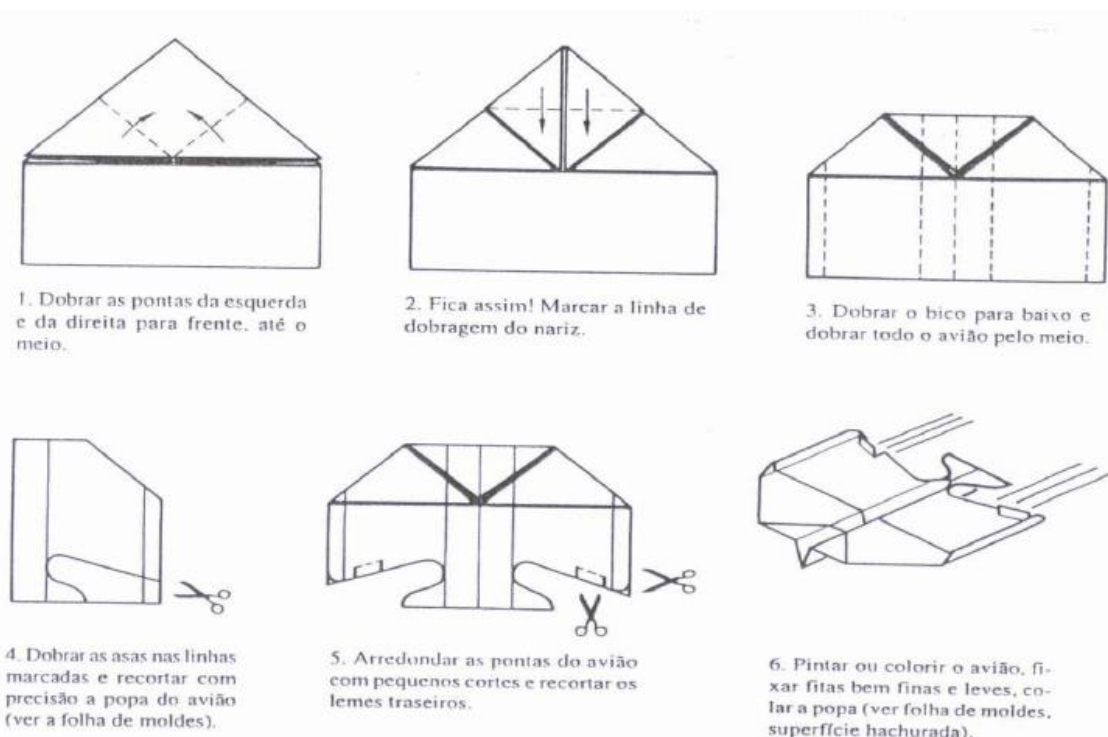 1. Dobrar as pontas da esquerda
e da direita para frente, até o
meio.
2. Fica assim! Marcar a linha de
dobragem do nariz.
3. Dobrar o bico para baixo e
dobrar todo o avião pelo meio.
4. Dobrar as asas nas linhas
marcadas e recortar com
precisão a popa do avião
(ver a folha de moldes).
5. Arredondar as pontas do avião
com pequenos cortes e recortar os
lemes traseiros.
6. Pintar ou colorir o avião, fi-
xar fitas bem finas e leves, co-
lar a popa (ver folha de moldes,
superfície hachurada).